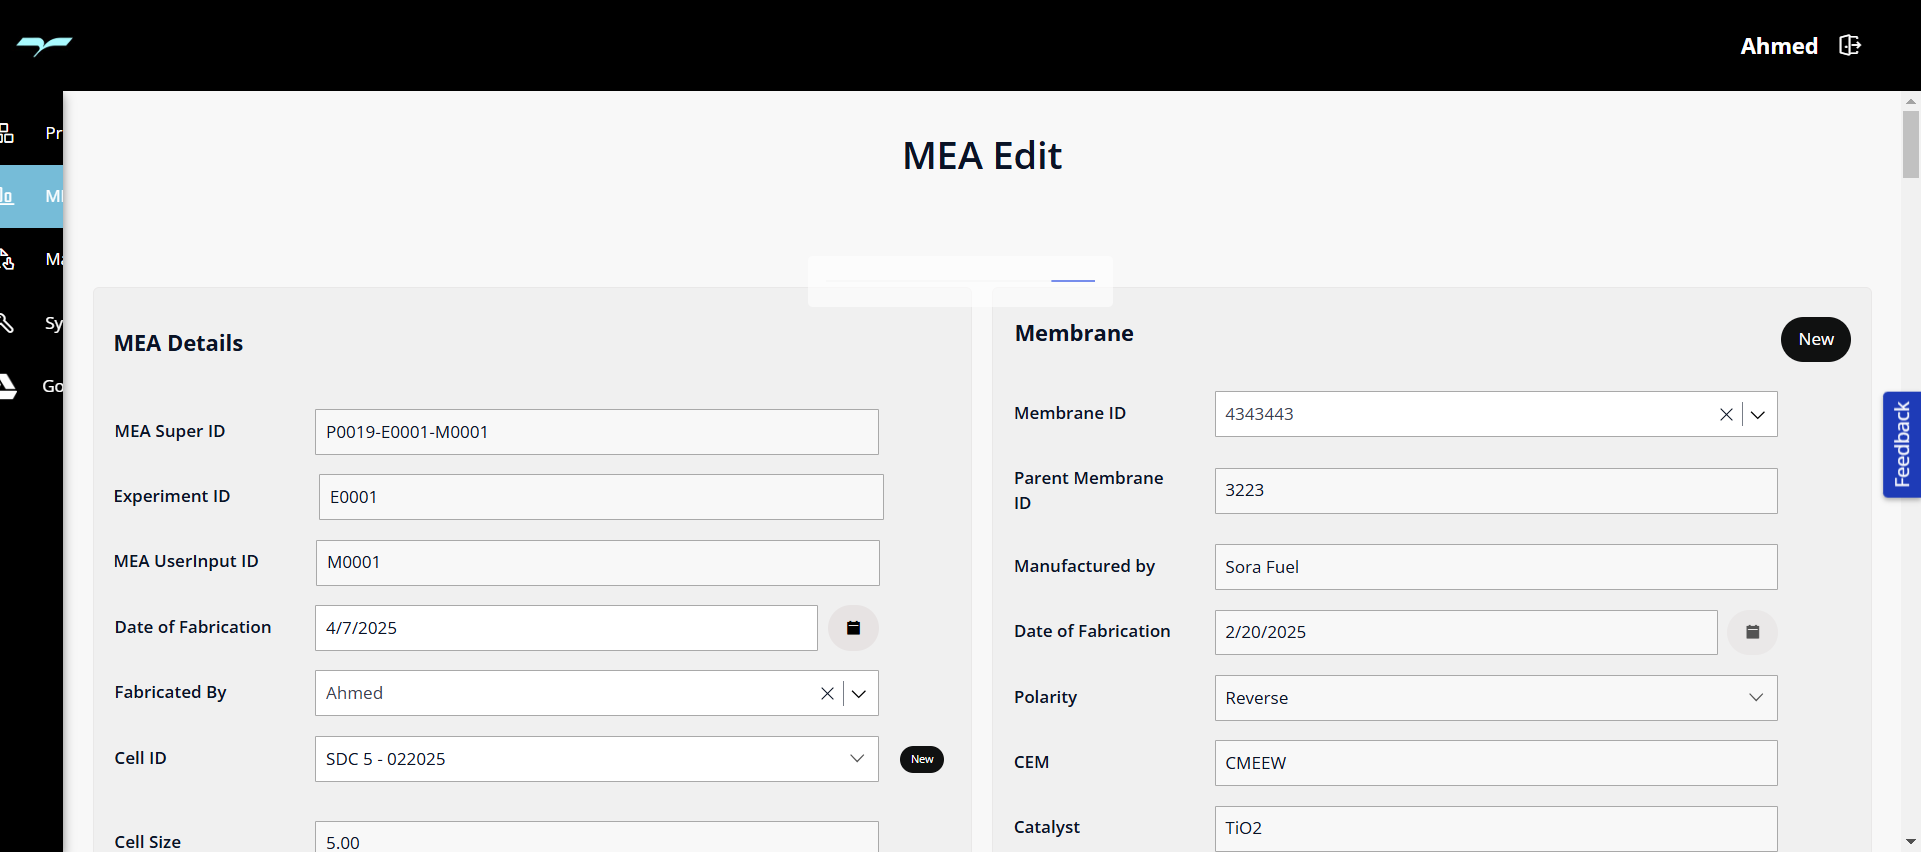 Ahmed
Pr
Sy
Go
MEA Edit
MEA Details
MEA Super ID
P0019-E0001-M0001
Experiment ID
E0001
MEA UserInput ID
M0001
Date of Fabrication
4/7/2025
Fabricated By
Ahmed
Cell ID
SDC 5 - 022025
New
Cell Size
5.00
Membrane
New
Membrane ID
4343443
Parent Membrane
ID
3223
Manufactured by
Sora Fuel
Date of Fabrication
2/20/2025
Polarity
Reverse
CEM
CMEEW
Catalyst
TiO2
Feedback